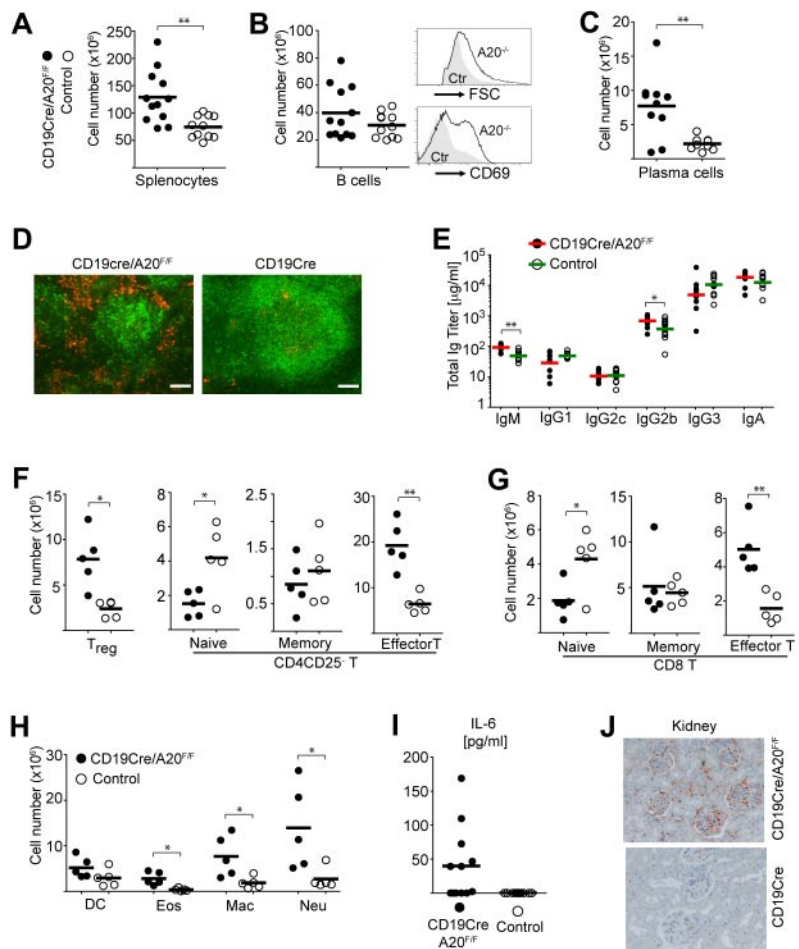 A
CD19Cre/A20F/F
Control
Cell number (x10⁶)
250
200
150
100
50
**
Splenocytes
B
Cell number (x10⁶)
100
80
60
40
20
B cells
A20-/-
Ctr
FSC
A20-/-
Ctr
CD69
C
Cell number (x10⁶)
20
15
10
5
0
**
Plasma cells
D
CD19cre/A20F/F
CD19Cre
E
CD19Cre/A20F/F
Control
Total Ig Titer [µg/ml]
10⁵
10⁴
10³
10²
10
1
**
*
IgM IgG1 IgG2c IgG2b IgG3 IgA
F
Cell number (x10⁶)
15
10
5
*
Treg
8
6
4
2
*
Naive
2.5
2
1.5
1
0.5
Memory
30
20
10
**
EffectorT
CD4CD25- T
G
Cell number (x10⁶)
8
6
4
2
0
*
Naive
15
10
5
Memory
8
6
4
2
**
Effector T
CD8 T
H
Cell number (x10⁶)
30
20
10
CD19Cre/A20F/F
Control
*
*
*
DC Eos Mac Neu
I
IL-6
[pg/ml]
200
150
100
50
0
CD19Cre
A20F/F
Control
J
Kidney
CD19Cre/A20F/F
CD19Cre